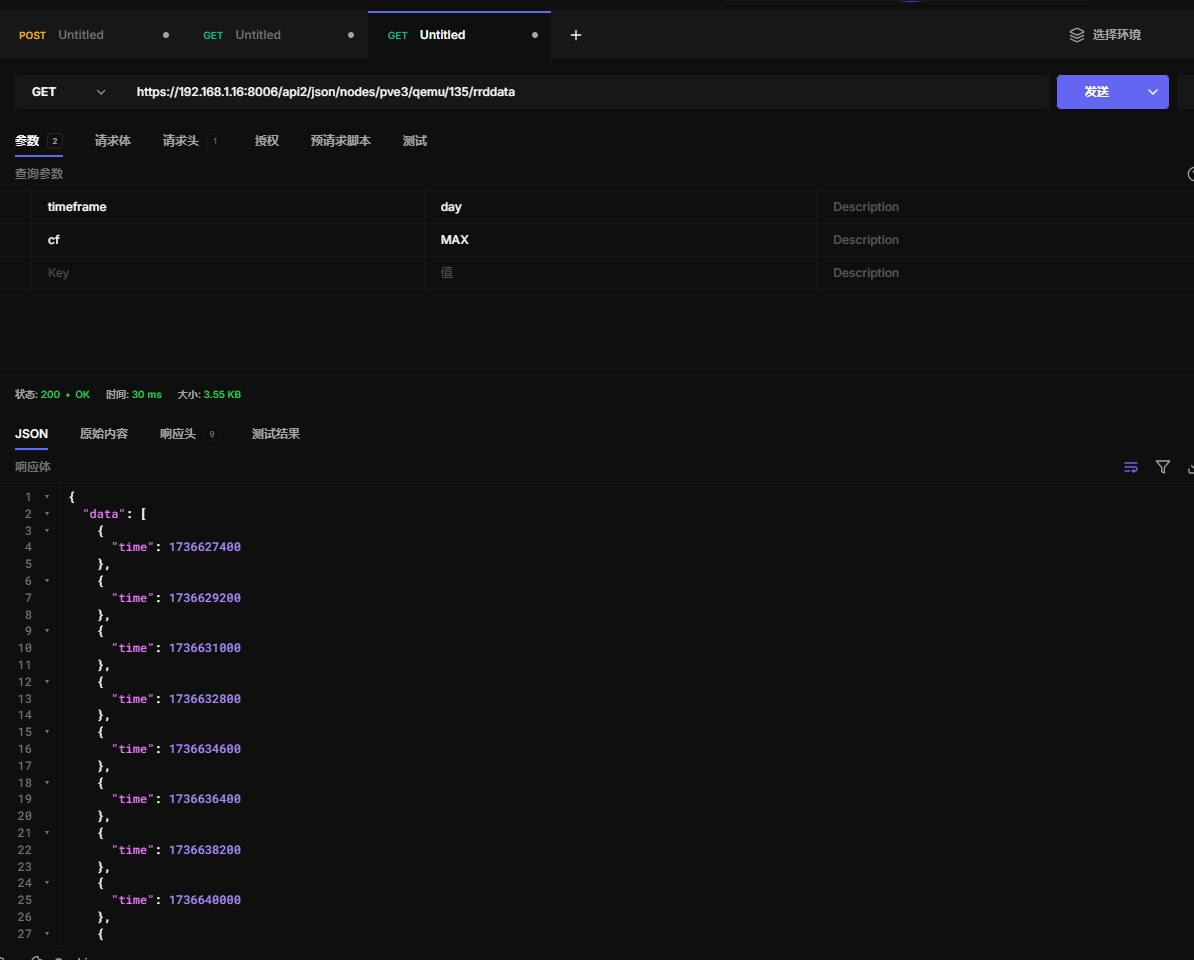 POST Untitled GET Untitled GET Untitled + 选择环境
GET https://192.168.1.16:8006/api2/json/nodes/pve3/qemu/135/rrddata 发送
参数 2 请求体 请求头 1 授权 预请求脚本 测试
查询参数
timeframe day Description
cf MAX Description
Key 值 Description
状态: 200 • OK 时间: 30 ms 大小: 3.55 KB
JSON 原始内容 响应头 9 测试结果
响应体
1 {
2 "data": [
3 {
4 "time": 1736627400
5 },
6 {
7 "time": 1736629200
8 },
9 {
10 "time": 1736631000
11 },
12 {
13 "time": 1736632800
14 },
15 {
16 "time": 1736634600
17 },
18 {
19 "time": 1736636400
20 },
21 {
22 "time": 1736638200
23 },
24 {
25 "time": 1736640000
26 },
27 {